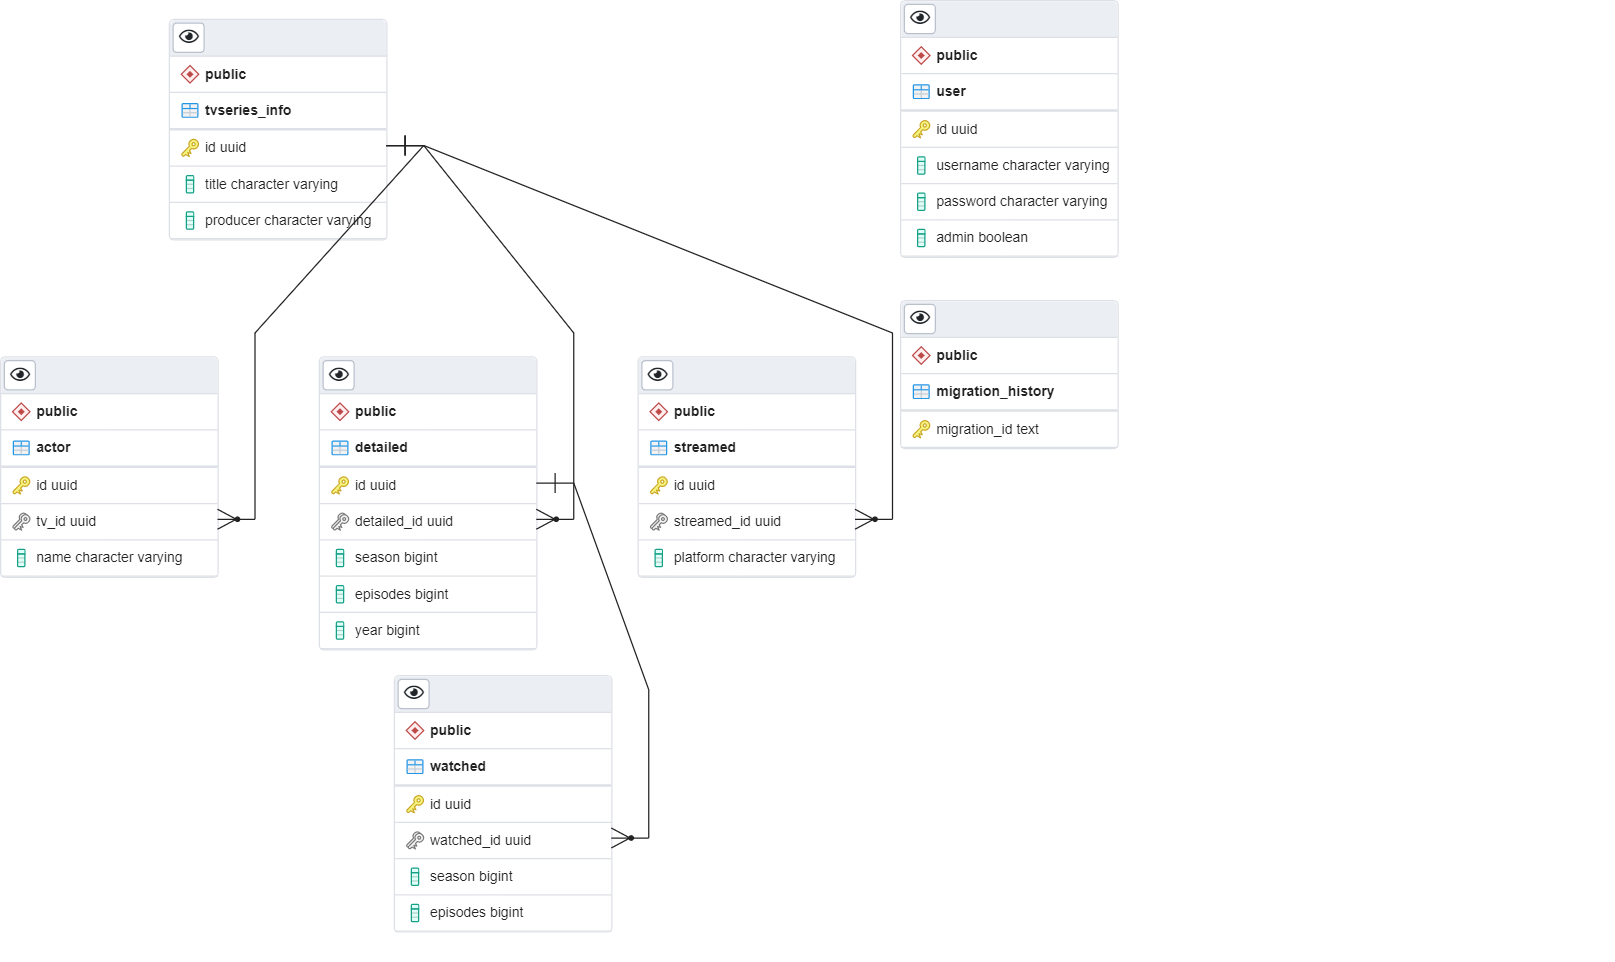 public
tvseries_info
id uuid
title character varying
producer character varying
public
user
id uuid
username character varying
password character varying
admin boolean
public
migration_history
migration_id text
public
actor
id uuid
tv_id uuid
name character varying
public
detailed
id uuid
detailed_id uuid
season bigint
episodes bigint
year bigint
public
streamed
id uuid
streamed_id uuid
platform character varying
public
watched
id uuid
watched_id uuid
season bigint
episodes bigint